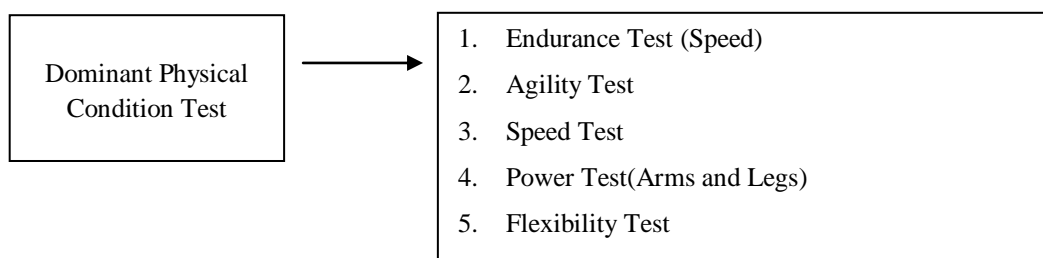 Dominant Physical
Condition Test
1. Endurance Test (Speed)
2. Agility Test
3. Speed Test
4. Power Test(Arms and Legs)
5. Flexibility Test